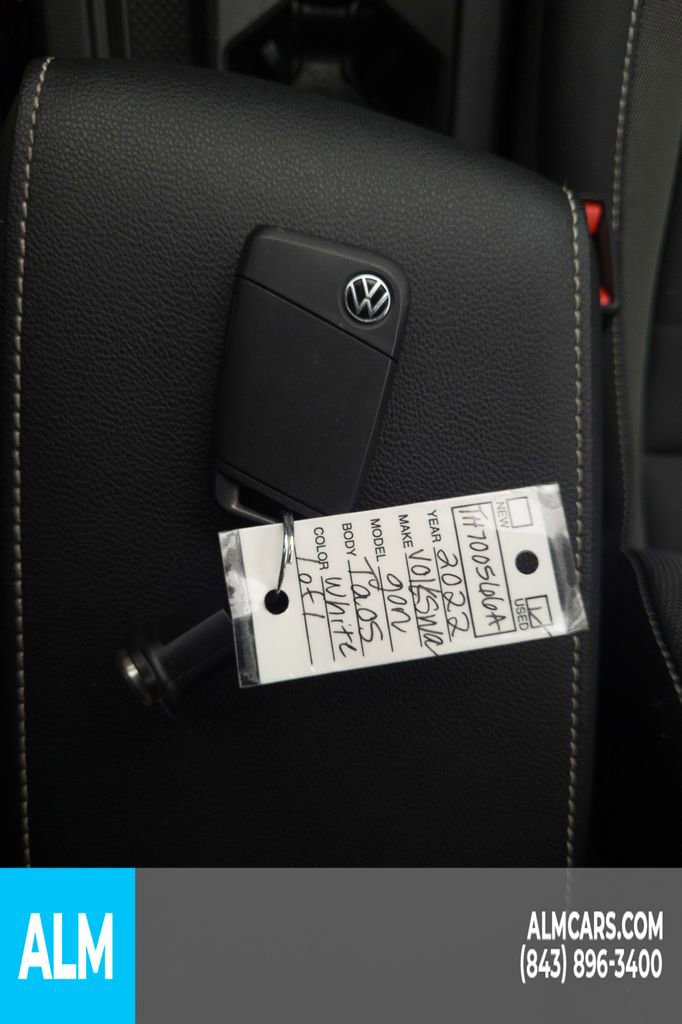 NEW
USED
TH700566A
YEAR 2022
MAKE Volkswa
MODEL gon
BODY Taos
COLOR White
1 of 1
ALM
ALMCARS.COM
(843) 896-3400